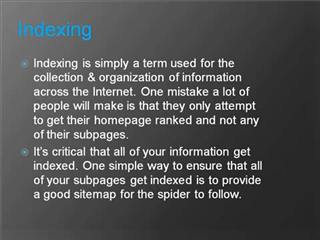 Indexing
Indexing is simply a term used for the
collection & organization of information
across the Internet. One mistake a lot of
people will make is that they only attempt
to get their homepage ranked and not any
of their subpages.
It's critical that all of your information get
indexed. One simple way to ensure that all
of your subpages get indexed is to provide
a good sitemap for the spider to follow.